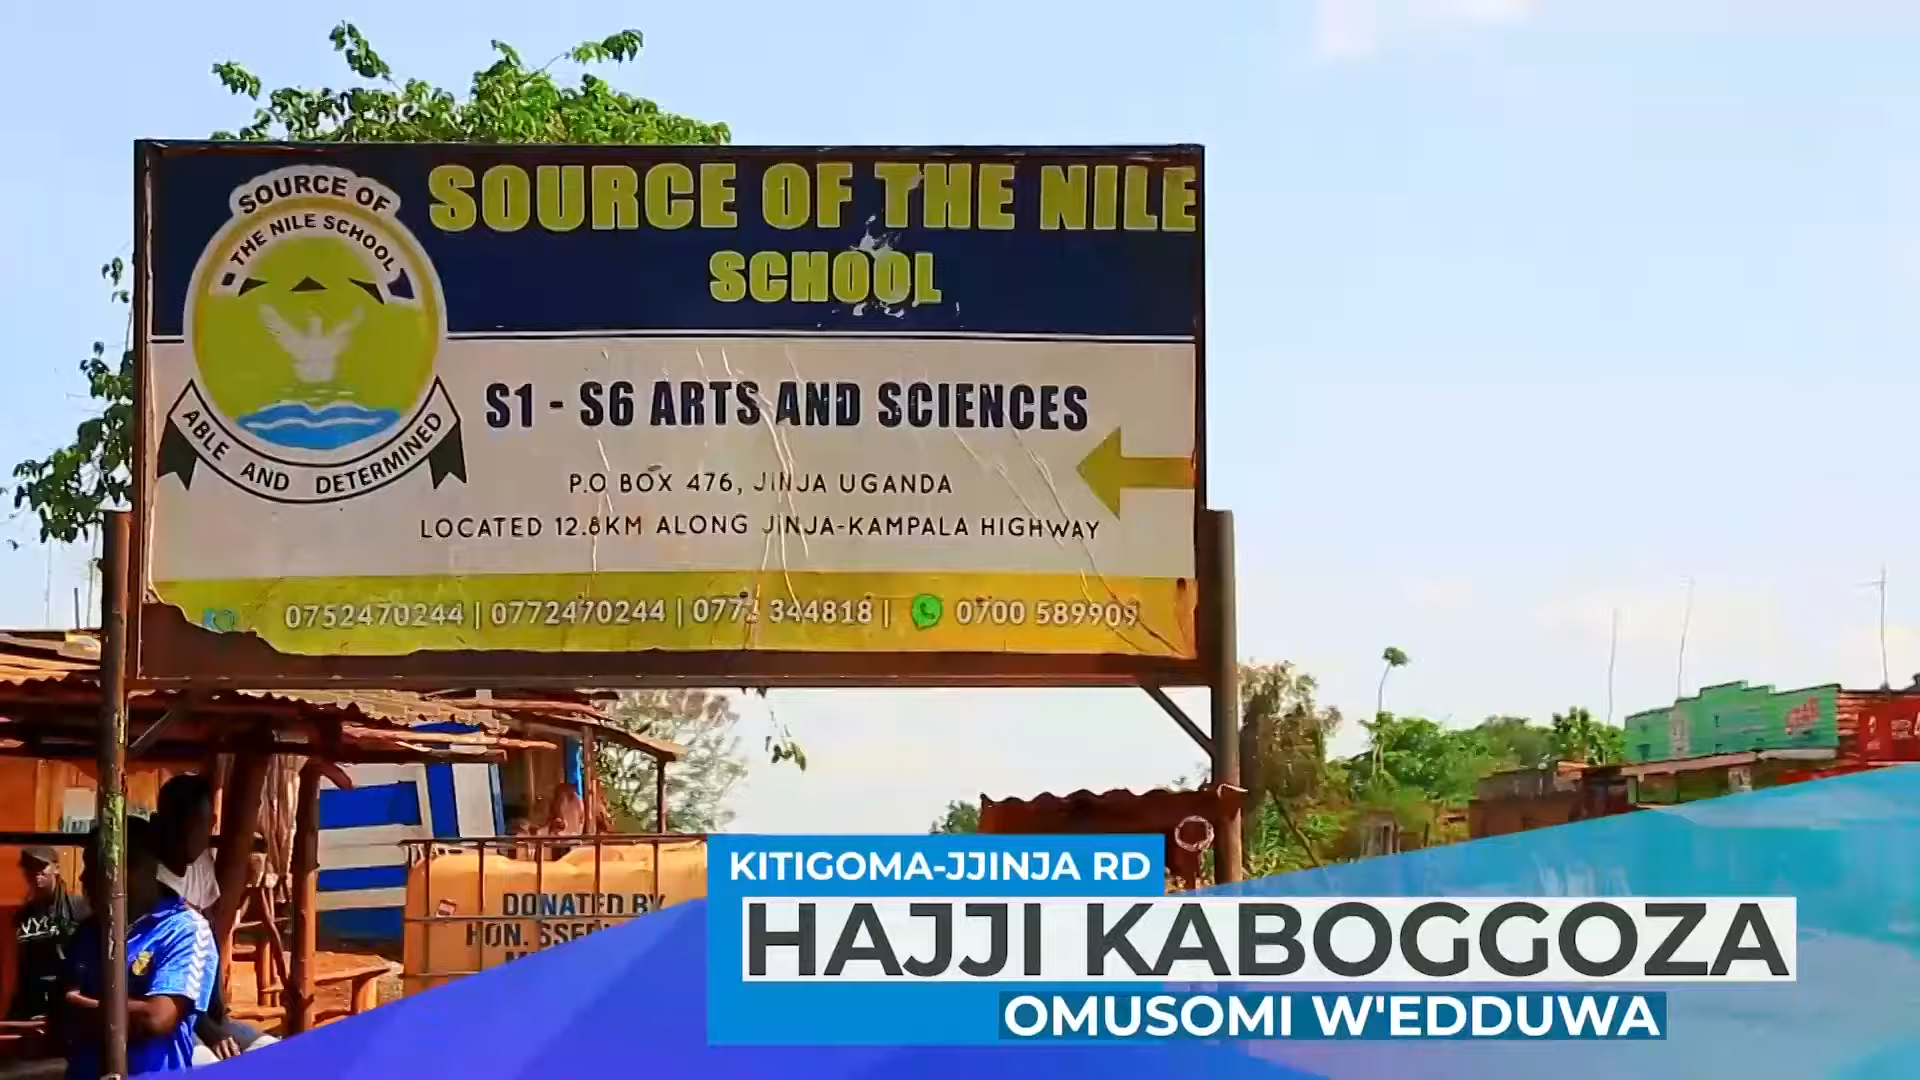 SOURCE OF THE NILE
SCHOOL
SOURCE OF
THE NILE SCHOOL
ABLE AND DETERMINED
S1 - S6 ARTS AND SCIENCES
P.O BOX 476, JINJA UGANDA
LOCATED 12.8KM ALONG JINJA-KAMPALA HIGHWAY
0752470244 | 0772470244 | 344818 | 0700 589909
DONATED BY
HON.
KITIGOMA-JJINJA RD
HAJJI KABOGGOZA
OMUSOMI W'EDDUWA